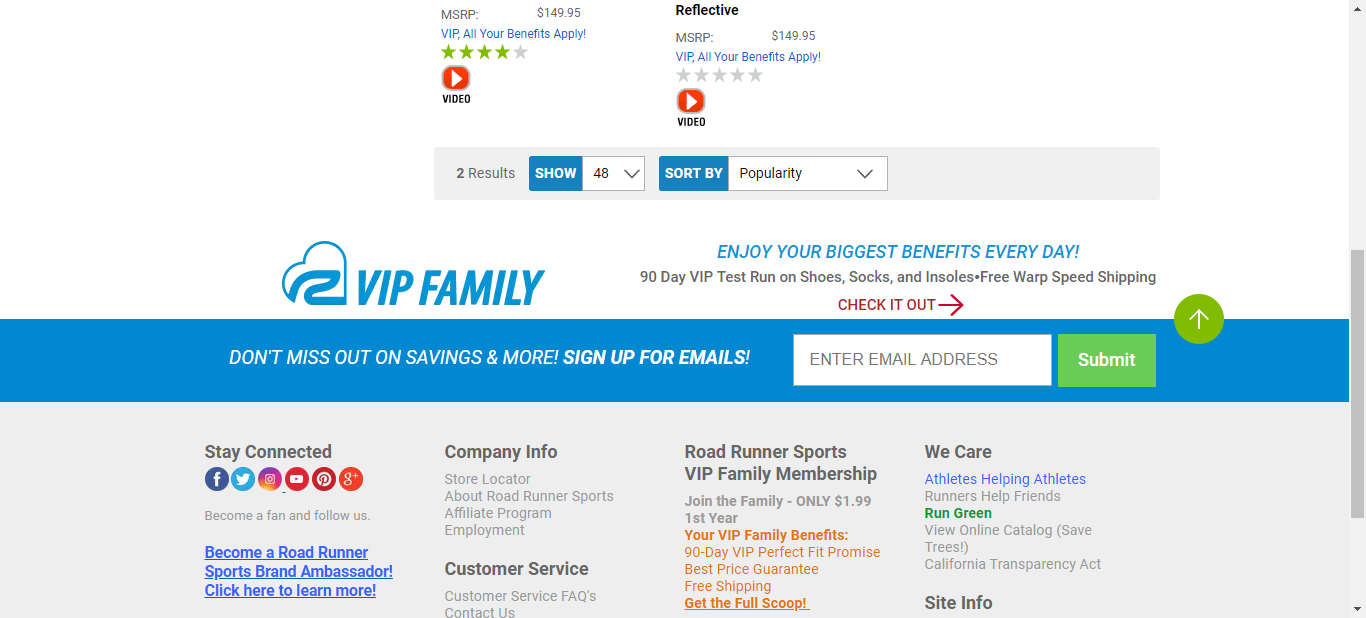 MSRP: $149.95
VIP, All Your Benefits Apply!
VIDEO
Reflective
MSRP: $149.95
VIP, All Your Benefits Apply!
VIDEO
2 Results SHOW 48 SORT BY Popularity
VIP FAMILY
ENJOY YOUR BIGGEST BENEFITS EVERY DAY!
90 Day VIP Test Run on Shoes, Socks, and Insoles•Free Warp Speed Shipping
CHECK IT OUT
DON'T MISS OUT ON SAVINGS & MORE! SIGN UP FOR EMAILS!
ENTER EMAIL ADDRESS
Submit
Stay Connected
Become a fan and follow us.
Become a Road Runner
Sports Brand Ambassador!
Click here to learn more!
Company Info
Store Locator
About Road Runner Sports
Affiliate Program
Employment
Customer Service
Customer Service FAQ's
Contact Us
Road Runner Sports
VIP Family Membership
Join the Family - ONLY $1.99
1st Year
Your VIP Family Benefits:
90-Day VIP Perfect Fit Promise
Best Price Guarantee
Free Shipping
Get the Full Scoop!
We Care
Athletes Helping Athletes
Runners Help Friends
Run Green
View Online Catalog (Save
Trees!)
California Transparency Act
Site Info